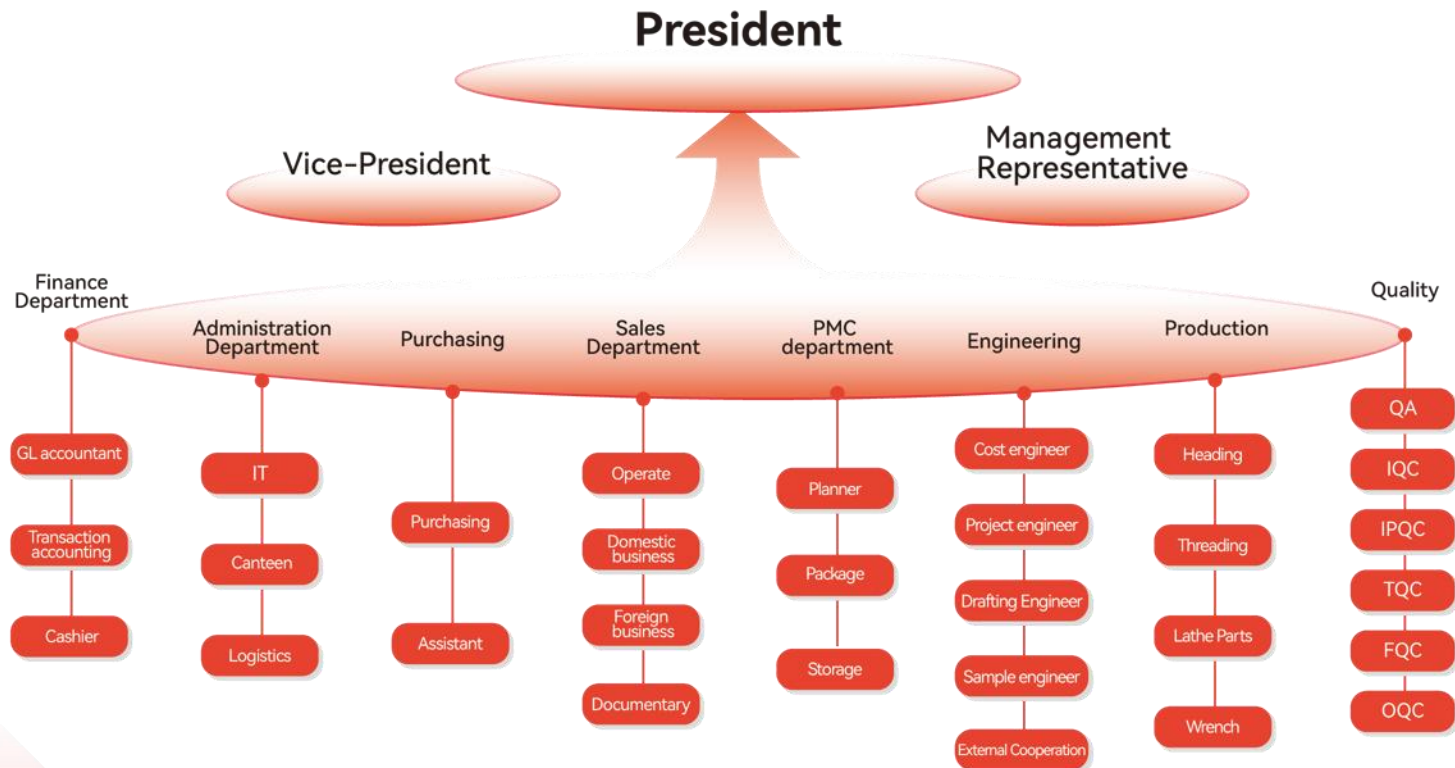 President
Vice-President
Management
Representative
Finance
Department
Administration
Department
Purchasing
Sales
Department
PMC
department
Engineering
Production
Quality
GL accountant
Transaction
accounting
Cashier
IT
Canteen
Logistics
Purchasing
Assistant
Operate
Domestic
business
Foreign
business
Documentary
Planner
Package
Storage
Cost engineer
Project engineer
Drafting Engineer
Sample engineer
External Cooperation
Heading
Threading
Lathe Parts
Wrench
QA
IQC
IPQC
TQC
FQC
OQC